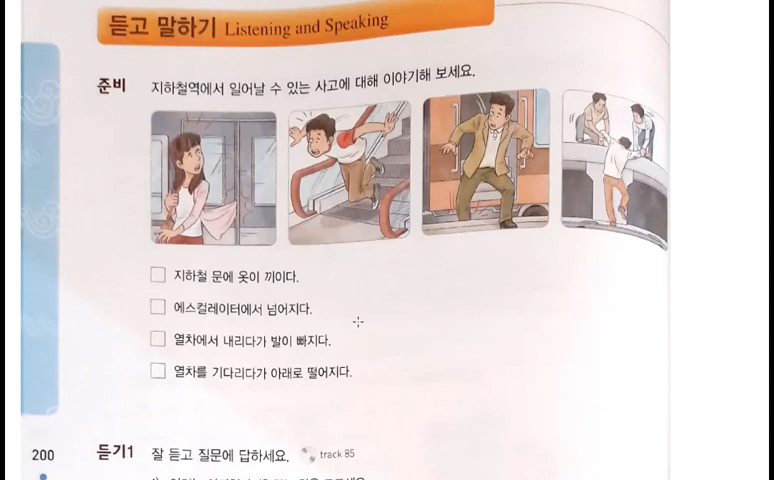 듣고 말하기 Listening and Speaking
준비 지하철역에서 일어날 수 있는 사고에 대해 이야기해 보세요.
지하철 문에 옷이 끼이다.
에스컬레이터에서 넘어지다.
열차에서 내리다가 발이 빠지다.
열차를 기다리다가 아래로 떨어지다.
200
듣기1 잘 듣고 질문에 답하세요. track 85